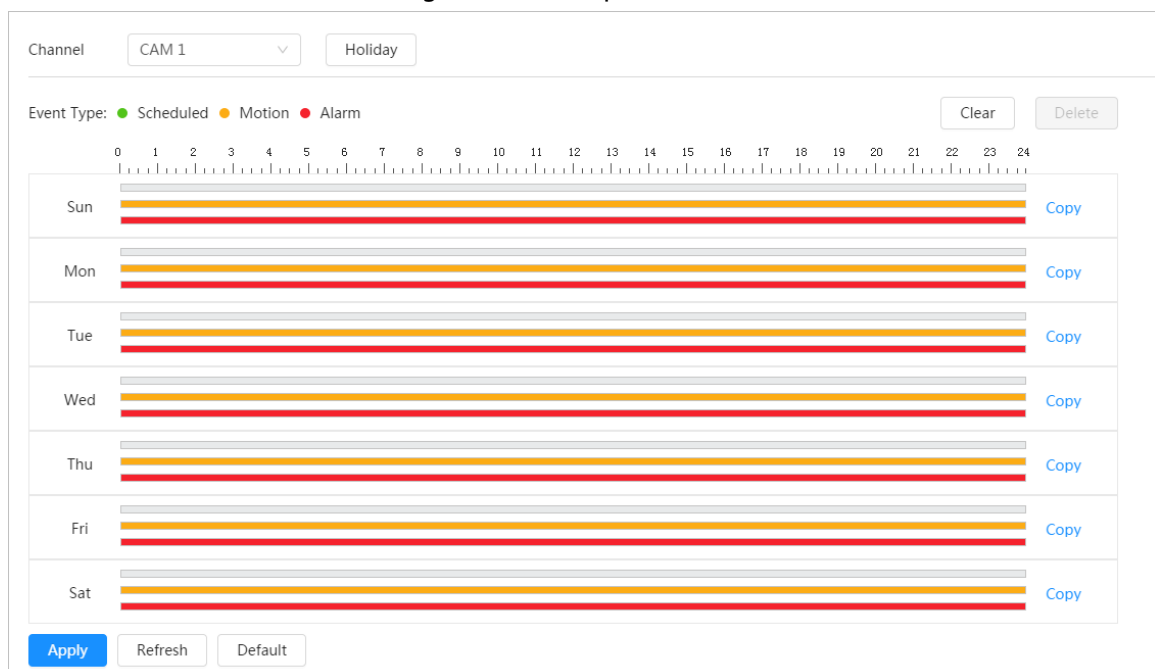 Channel CAM 1 Holiday
Event Type: Scheduled Motion Alarm Clear Delete
0 1 2 3 4 5 6 7 8 9 10 11 12 13 14 15 16 17 18 19 20 21 22 23 24
Sun Copy
Mon Copy
Tue Copy
Wed Copy
Thu Copy
Fri Copy
Sat Copy
Apply Refresh Default